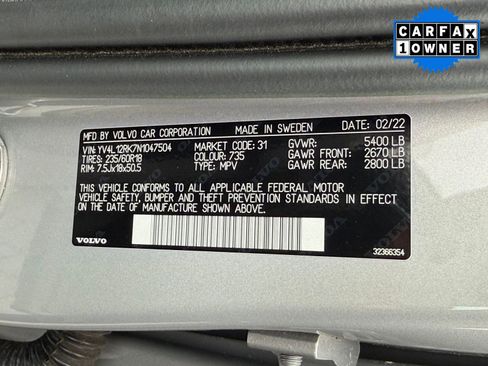 CARFAX
1 OWNER
MFD BY VOLVO CAR CORPORATION MADE IN SWEDEN DATE: 02/22
VIN: YV4L12RK7N1047504 MARKET CODE: 31 GVWR: 5400 LB
TIRES: 235/60R18 COLOUR: 735 GAWR FRONT: 2670 LB
RIM: 7.5Jx18x50.5 TYPE: MPV GAWR REAR: 2800 LB
THIS VEHICLE CONFORMS TO ALL APPLICABLE FEDERAL MOTOR
VEHICLE SAFETY, BUMPER AND THEFT PREVENTION STANDARDS IN EFFECT
ON THE DATE OF MANUFACTURE SHOWN ABOVE.
VOLVO 32366354